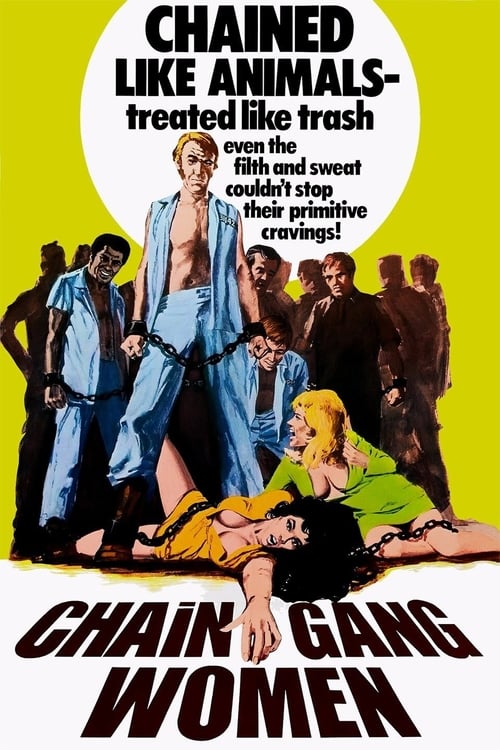 CHAINED
LIKE ANIMALS-
treated like trash
even the
filth and sweat
couldn't stop
their primitive
cravings!
CHAiN GANG
WOMEN